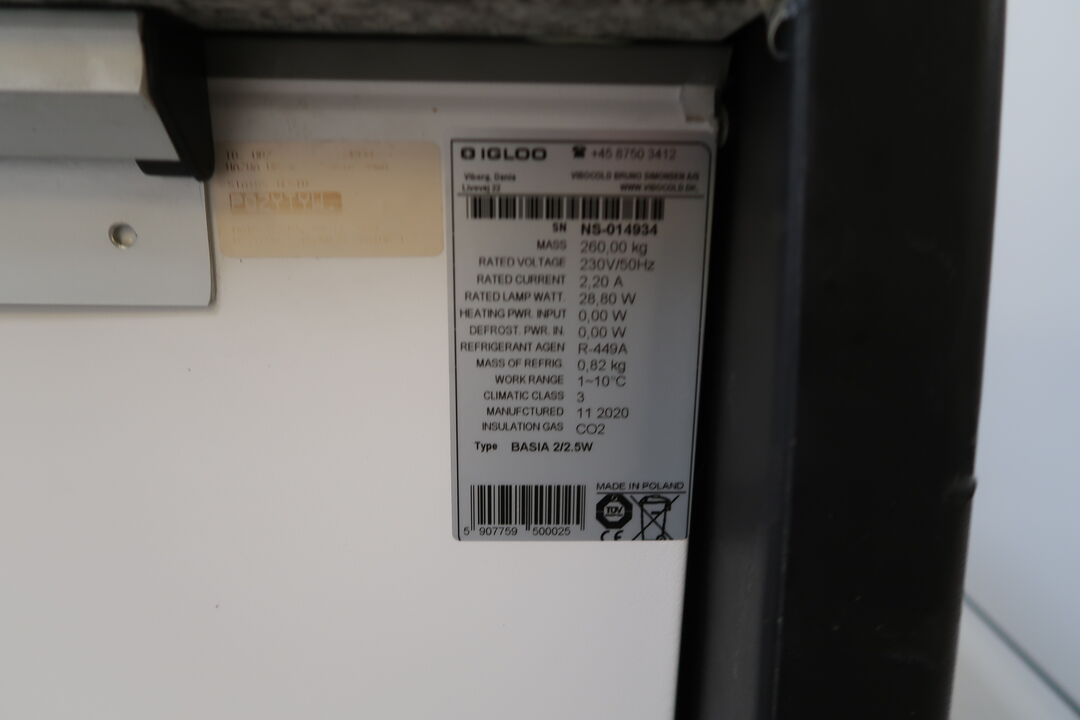 IGLOO
+45 8750 3412
Viborg, Dania
VIBOCOLD BRUNO SIMONSEN A/S
Livøvej 22
WWW.VIBOCOLD.DK
SN NS-014934
MASS 260,00 kg
RATED VOLTAGE 230V/50Hz
RATED CURRENT 2,20 A
RATED LAMP WATT. 28,80 W
HEATING PWR. INPUT 0,00 W
DEFROST. PWR. IN. 0,00 W
REFRIGERANT AGEN R-449A
MASS OF REFRIG. 0,82 kg
WORK RANGE 1~10°C
CLIMATIC CLASS 3
MANUFCTURED 11 2020
INSULATION GAS CO2
Type BASIA 2/2.5W
MADE IN POLAND
TÜV
CE
5 907759 500025